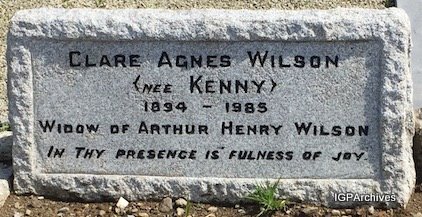 CLARE AGNES WILSON
(NEE KENNY)
1894 - 1985
WIDOW OF ARTHUR HENRY WILSON
IN THY PRESENCE IS FULNESS OF JOY.
IGPArchives